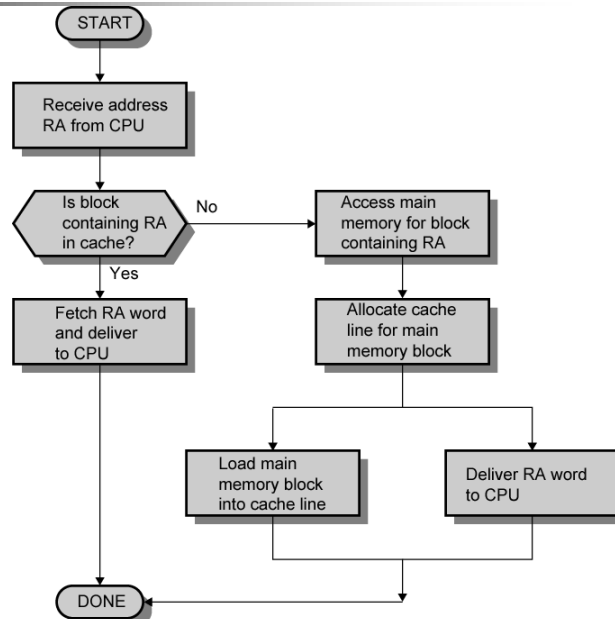 START
Receive address
RA from CPU
Is block
containing RA
in cache?
No
Access main
memory for block
containing RA
Yes
Fetch RA word
and deliver
to CPU
Allocate cache
line for main
memory block
Load main
memory block
into cache line
Deliver RA word
to CPU
DONE